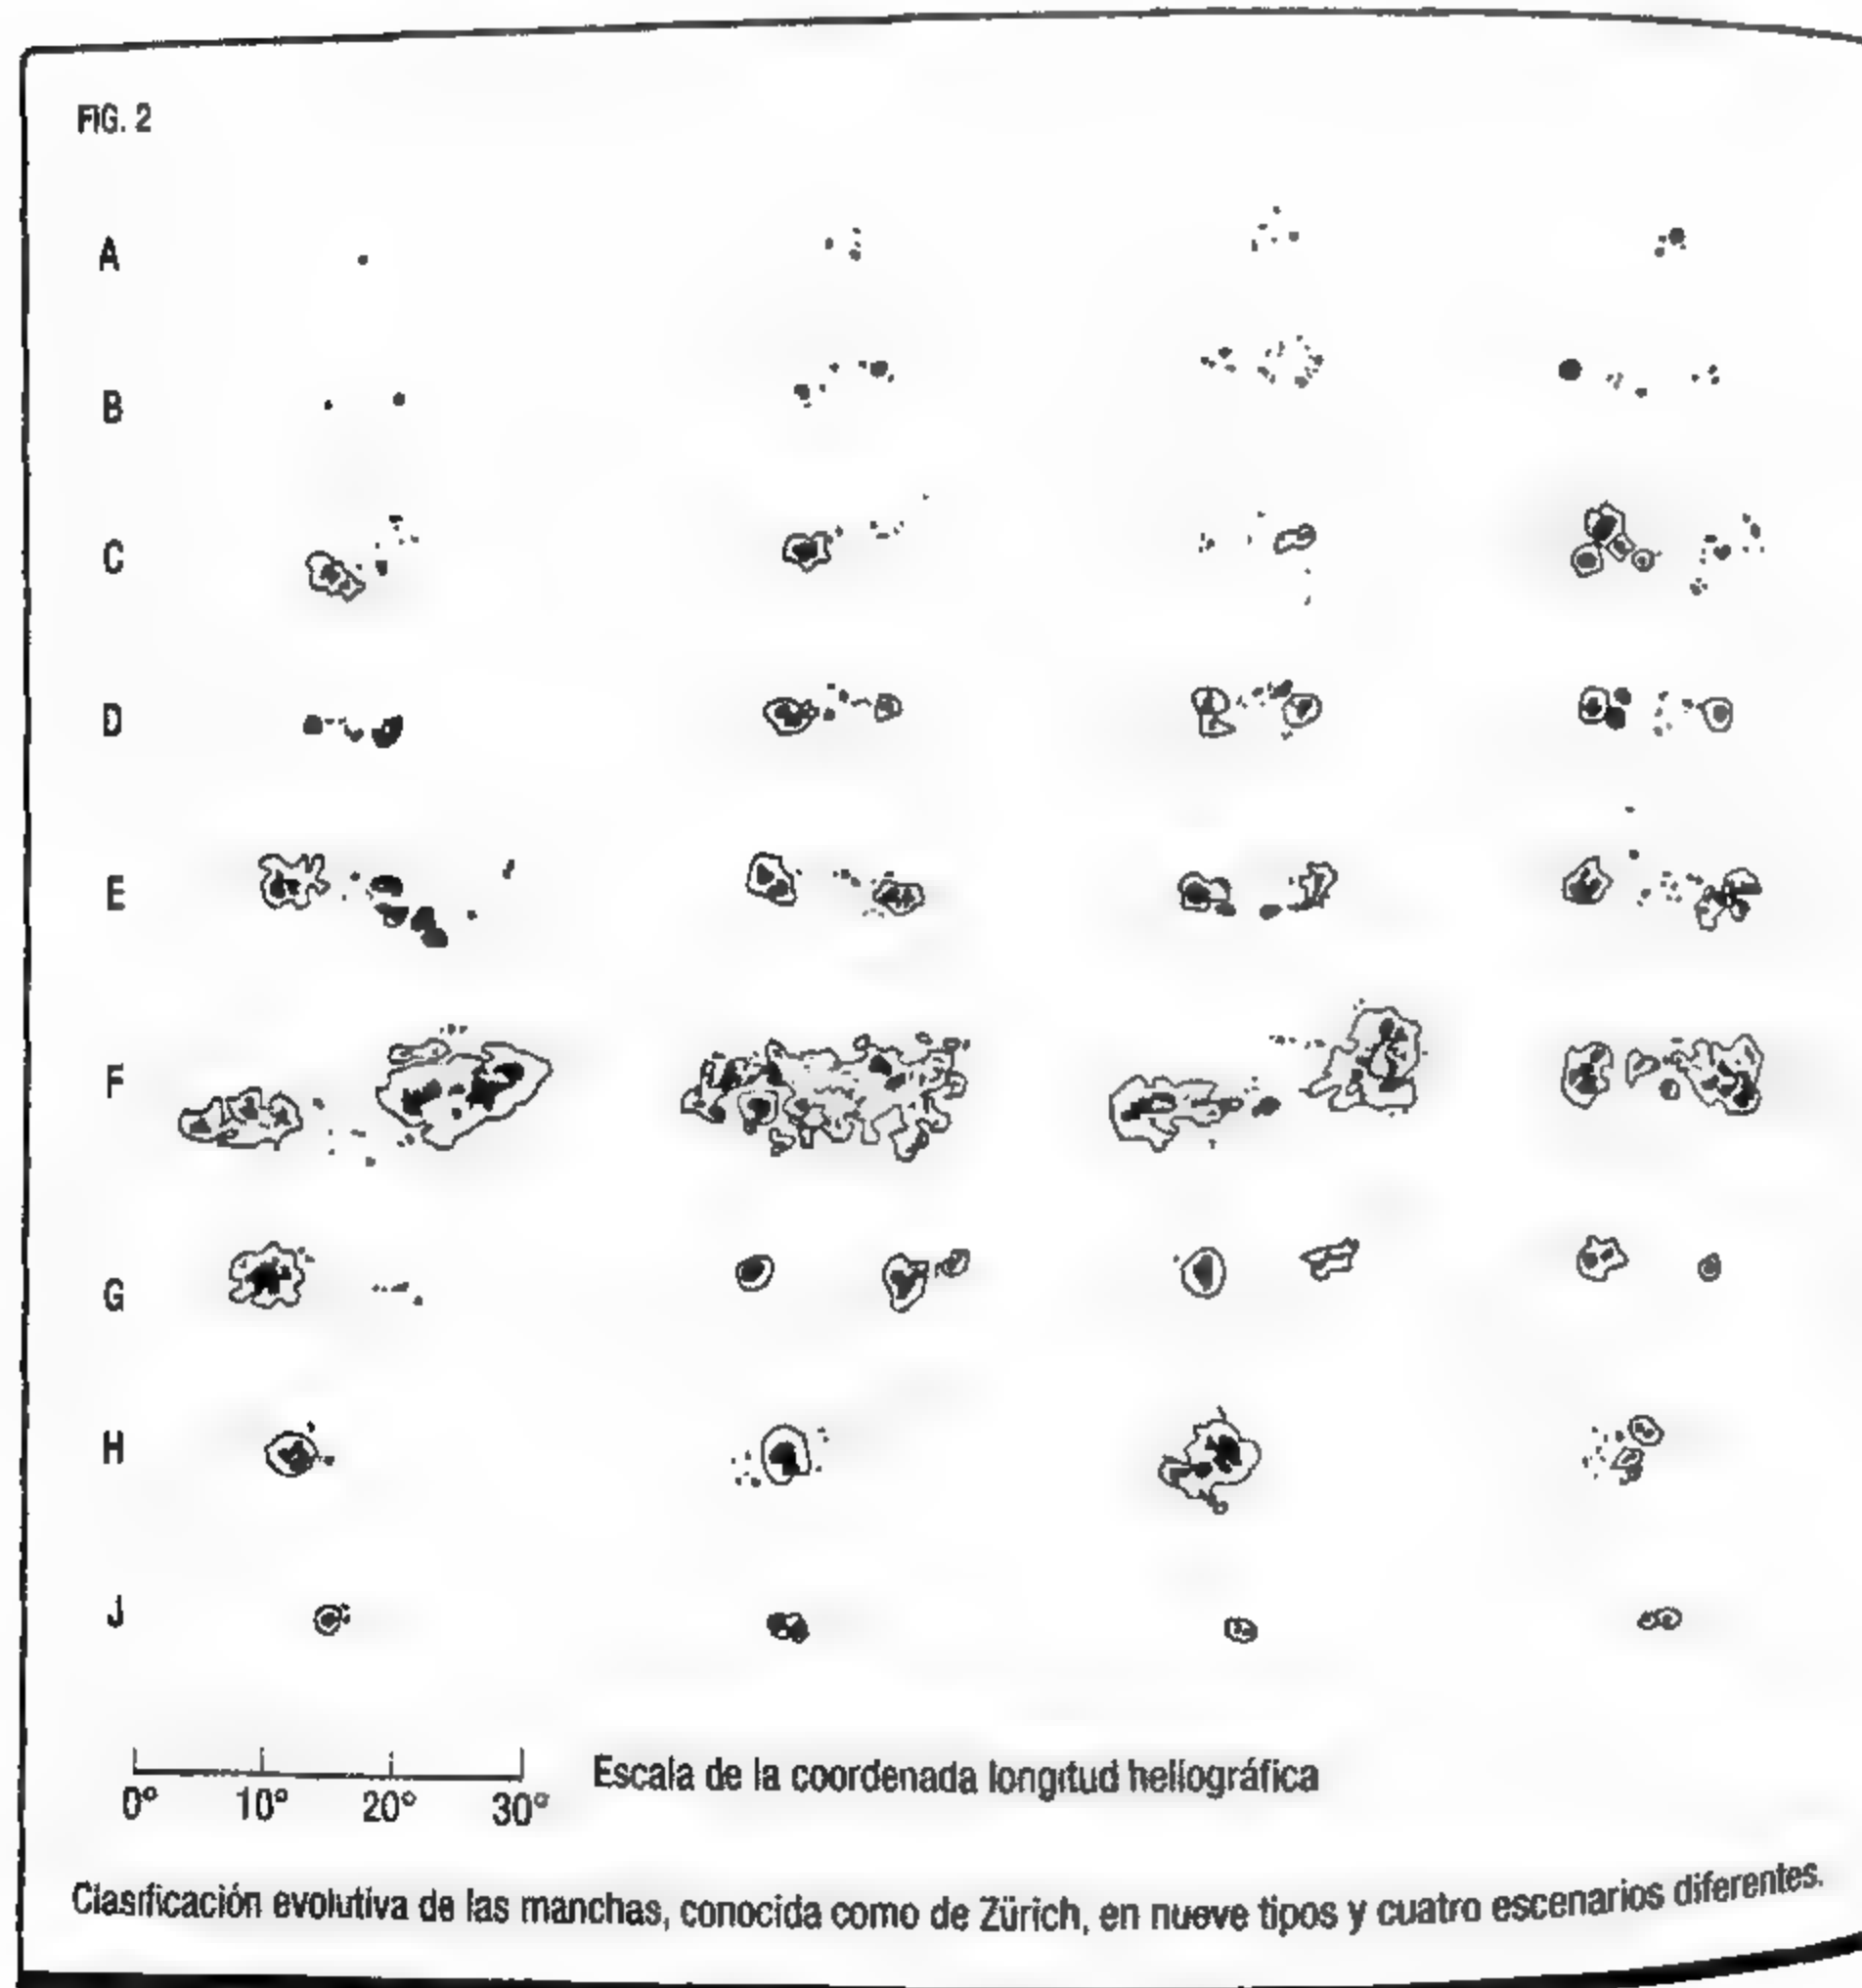 FIG. 2
A
B
C
D
E
F
G
H
J
0° 10° 20° 30°
Escala de la coordenada longitud heliográfica
Clasificación evolutiva de las manchas, conocida como de Zürich, en nueve tipos y cuatro escenarios diferentes.